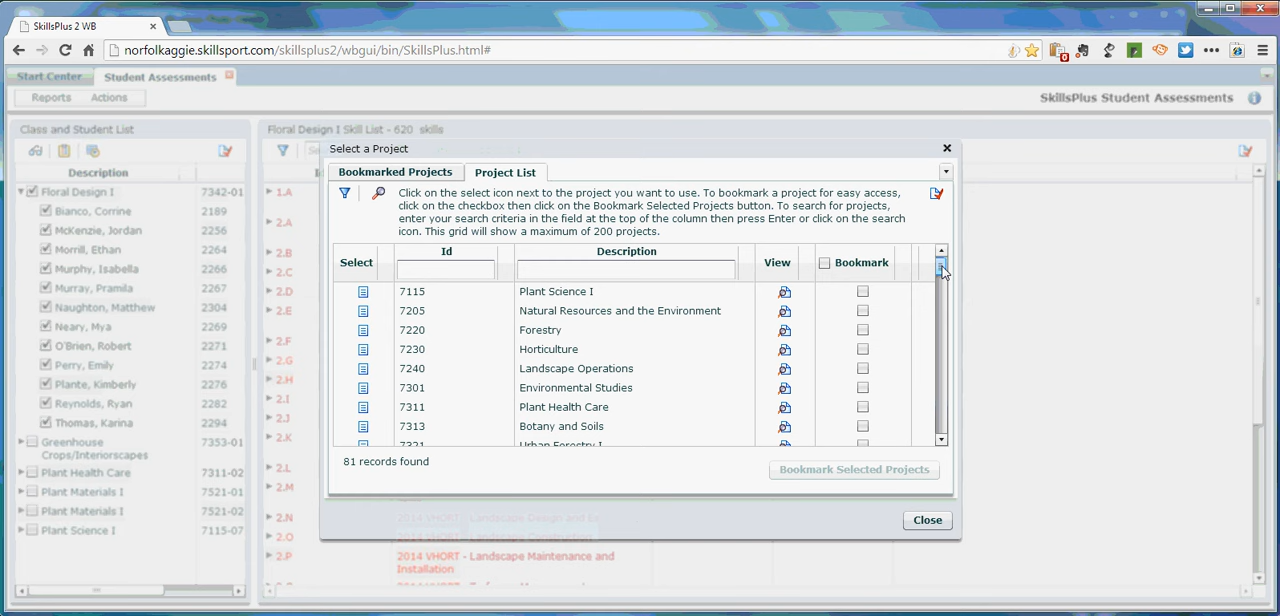 SkillsPlus 2 WB
norfolkaggie.skillsport.com/skillsplus2/wbgui/bin/SkillsPlus.html#
0
Start Center
Student Assessments
Reports
Actions
SkillsPlus Student Assessments
Class and Student List
Description
Floral Design I 7342-01
Bianco, Corrine 2189
McKenzie, Jordan 2256
Morrill, Ethan 2264
Murphy, Isabella 2266
Murray, Pramila 2267
Naughton, Matthew 2304
Neary, Mya 2269
O'Brien, Robert 2271
Perry, Emily 2274
Plante, Kimberly 2276
Reynolds, Ryan 2282
Thomas, Karina 2294
Greenhouse Crops/Interiorscapes 7353-01
Plant Health Care 7311-02
Plant Materials I 7521-01
Plant Materials I 7521-02
Plant Science I 7115-07
Floral Design I Skill List - 620 skills
1.A
2.A
2.B
2.C
2.D
2.E
2.F
2.G
2.H
2.I
2.J
2.K
2.L
2.M
2.N
2.O
2.P
2014 VHORT - Landscape Construction
2014 VHORT - Landscape Maintenance and
Installation
Select a Project
Bookmarked Projects
Project List
Click on the select icon next to the project you want to use. To bookmark a project for easy access,
click on the checkbox then click on the Bookmark Selected Projects button. To search for projects,
enter your search criteria in the field at the top of the column then press Enter or click on the search
icon. This grid will show a maximum of 200 projects.
Select Id Description View Bookmark
7115 Plant Science I
7205 Natural Resources and the Environment
7220 Forestry
7230 Horticulture
7240 Landscape Operations
7301 Environmental Studies
7311 Plant Health Care
7313 Botany and Soils
7321 Urban Forestry I
81 records found
Bookmark Selected Projects
Close